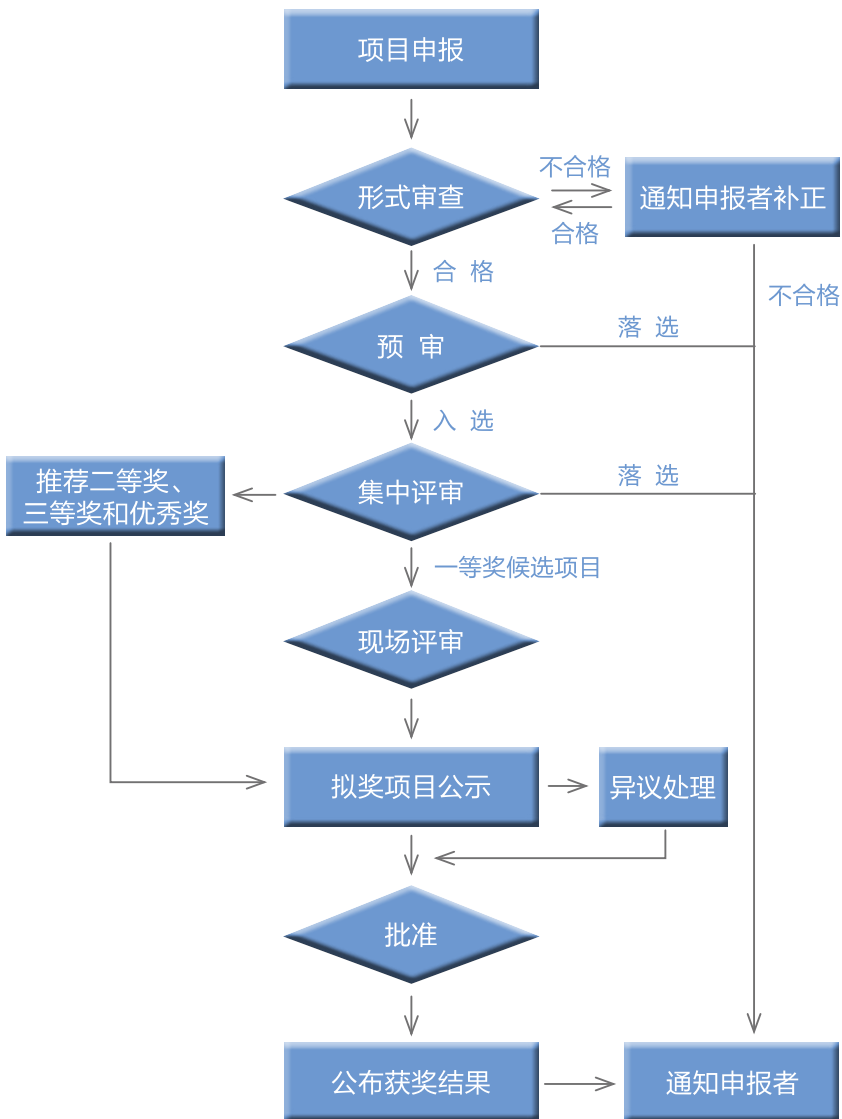 项目申报
不合格
形式审查
通知申报者补正
合格
合 格
不合格
落 选
预 审
入 选
推荐二等奖、
三等奖和优秀奖
集中评审
落 选
一等奖候选项目
现场评审
拟奖项目公示
异议处理
批准
公布获奖结果
通知申报者